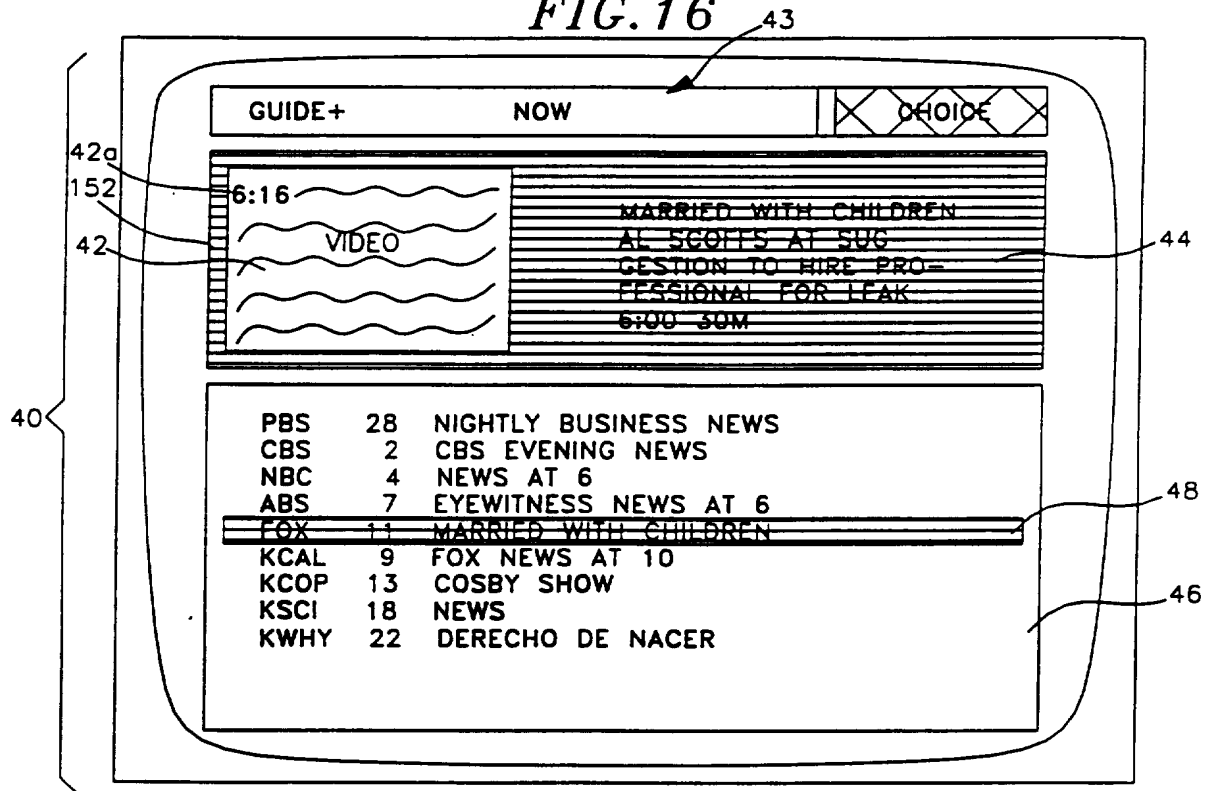 FIG. 16
43
GUIDE+ NOW CHOICE
42a
152
6:16
VIDEO
42
MARRIED WITH CHILDREN
AL SCOFFS AT SUG
GESTION TO HIRE PRO-
FESSIONAL FOR LEAK
6:00 30M
44
40
PBS 28 NIGHTLY BUSINESS NEWS
CBS 2 CBS EVENING NEWS
NBC 4 NEWS AT 6
ABS 7 EYEWITNESS NEWS AT 6
48
FOX 11 MARRIED WITH CHILDREN
KCAL 9 FOX NEWS AT 10
KCOP 13 COSBY SHOW
KSCI 18 NEWS
46
KWHY 22 DERECHO DE NACER